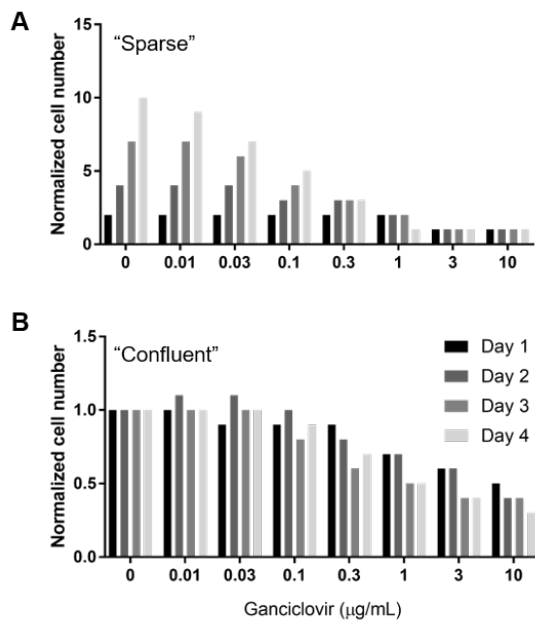 A
“Sparse”
Normalized cell number
15
10
5
0
0 0.01 0.03 0.1 0.3 1 3 10
B
“Confluent”
Normalized cell number
1.5
1.0
0.5
0.0
Day 1
Day 2
Day 3
Day 4
0 0.01 0.03 0.1 0.3 1 3 10
Ganciclovir (μg/mL)